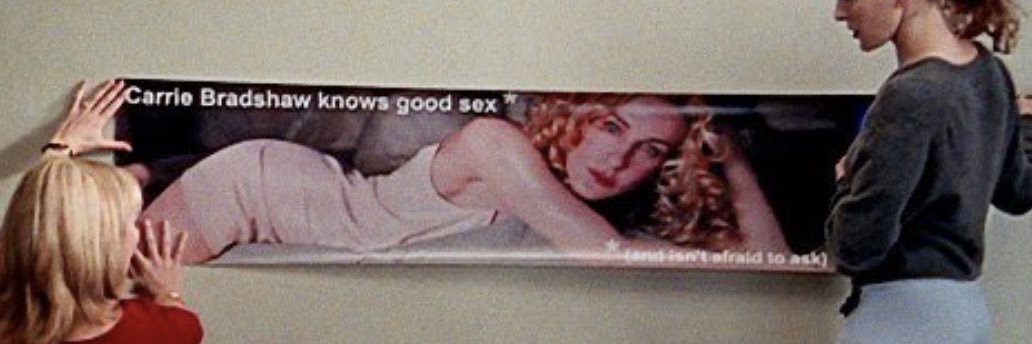 Carrie Bradshaw knows good sex *
* (and isn't afraid to ask)